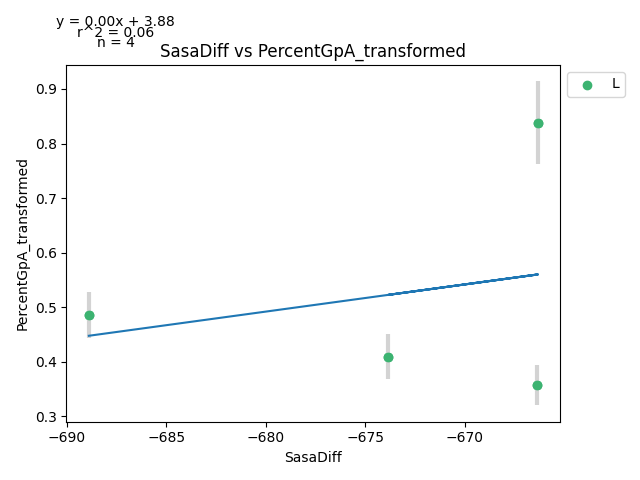 y = 0.00x + 3.88
r^2 = 0.06
n = 4
SasaDiff vs PercentGpA_transformed
L
PercentGpA_transformed
0.9
0.8
0.7
0.6
0.5
0.4
0.3
−690
−685
−680
−675
−670
SasaDiff